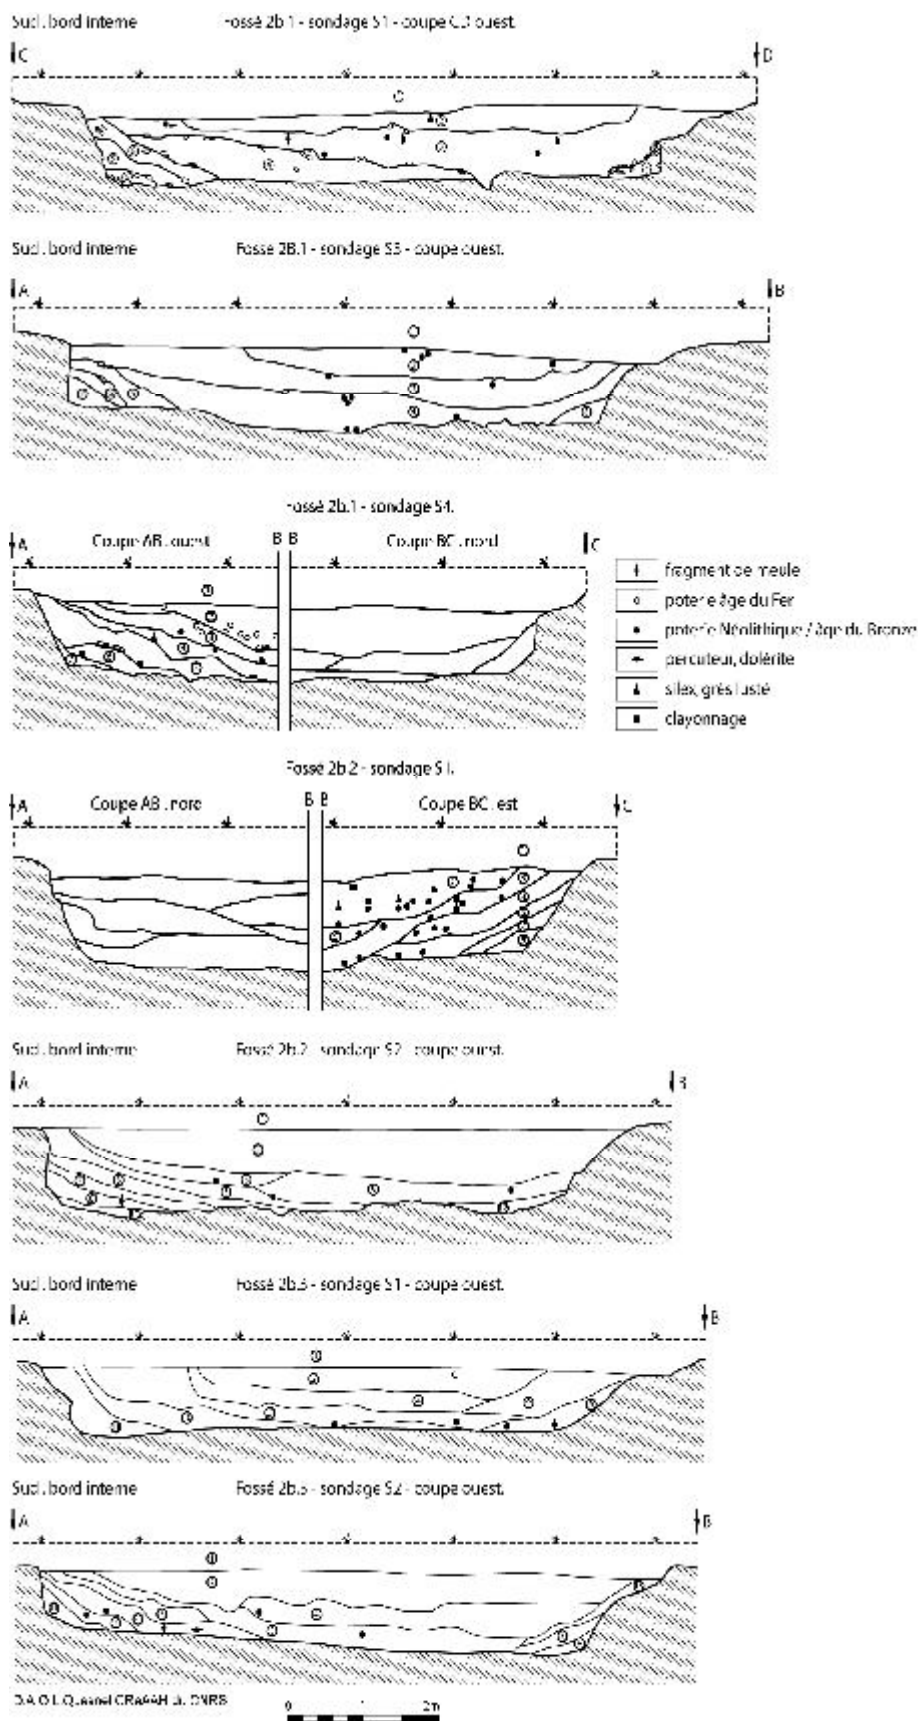 Sud : bord interne Fossé 2b.1 - sondage S1 - coupe CD ouest.
C D
Sud : bord interne Fossé 2B.1 - sondage S3 - coupe ouest.
A B
Fossé 2b.1 - sondage S4.
A Coupe AB : ouest B B Coupe BC : nord C
fragment de meule
poterie âge du Fer
poterie Néolithique / âge du Bronze
percuteur, dolérite
silex, grès lusté
clayonnage
Fossé 2b.2 - sondage S1.
A Coupe AB : nord B B Coupe BC : est C
Sud : bord interne Fossé 2b.2 - sondage S2 - coupe ouest.
A B
Sud : bord interne Fossé 2b.3 - sondage S1 - coupe ouest.
A B
Sud : bord interne Fossé 2b.3 - sondage S2 - coupe ouest.
A B
D.A.O L. Quesnel CReAAH CNRS
0 1 2m